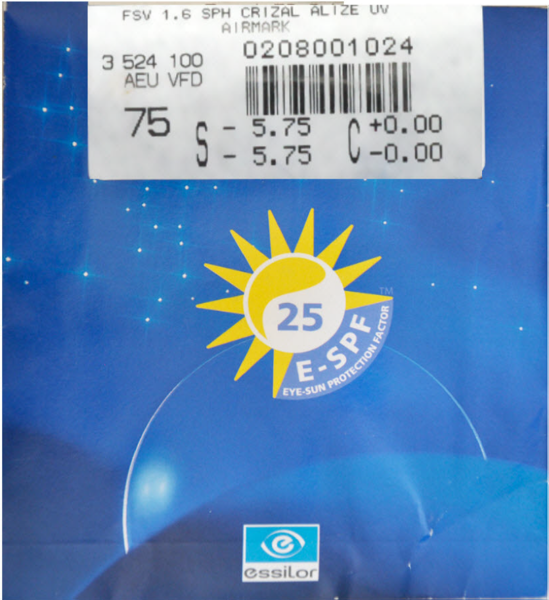 FSV 1.6 SPH CRIZAL ALIZE UV
AIRMARK
3 524 100
0208001024
AEU VFD
75
S - 5.75 C +0.00
- 5.75 -0.00
TM
25
E-SPF
EYE-SUN PROTECTION FACTOR
essilor